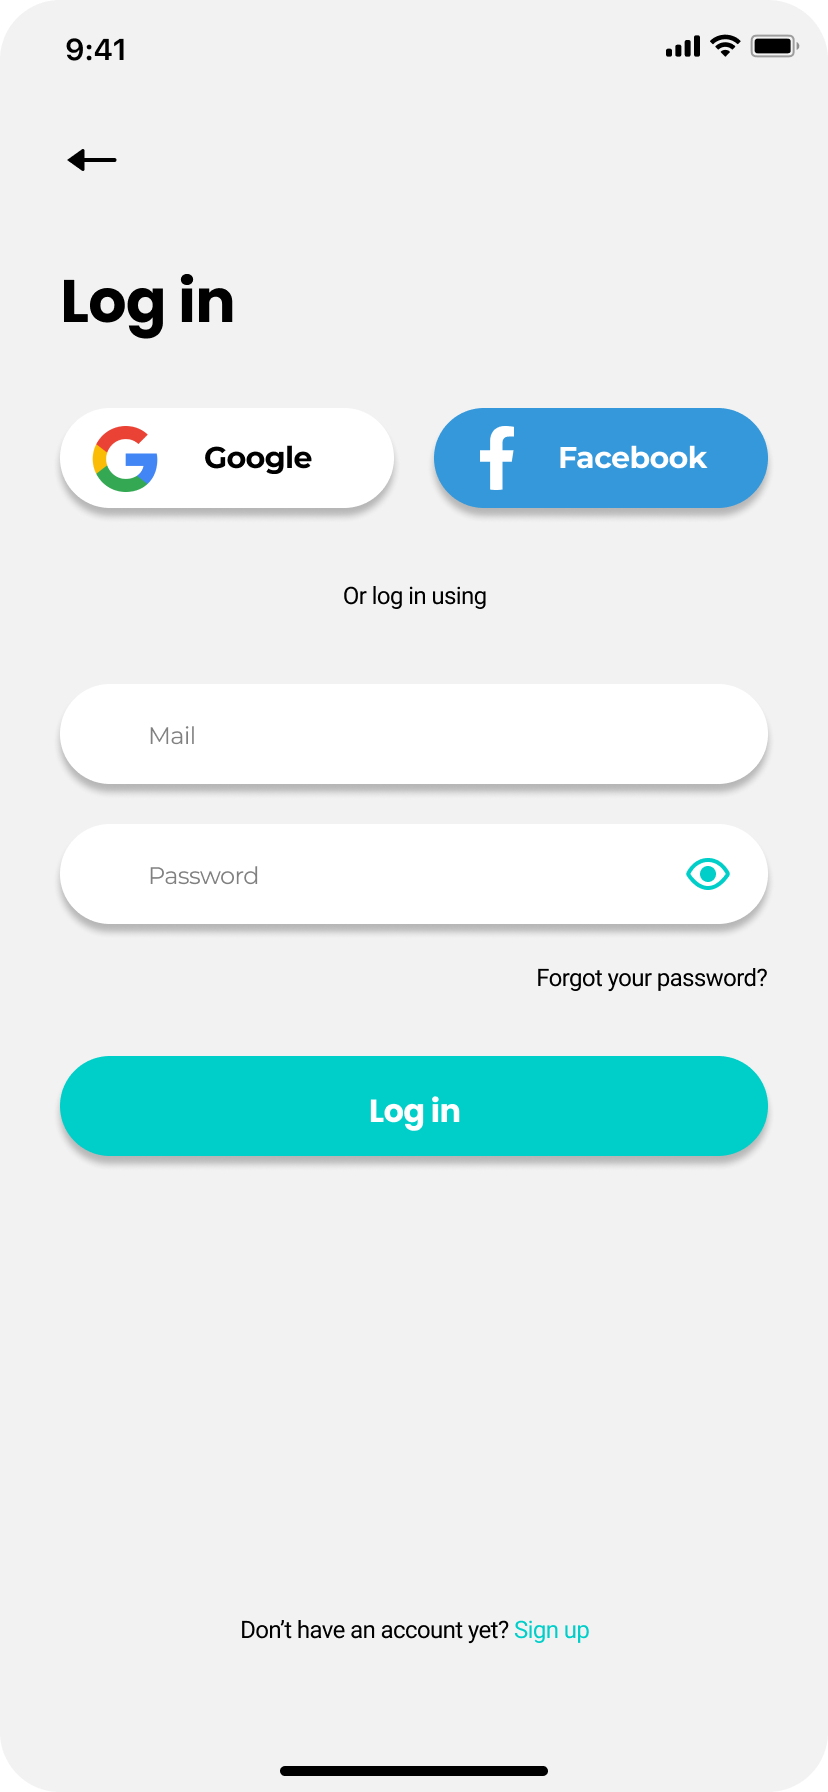 9:41
Log in
Google
Facebook
Or log in using
Mail
Password
Forgot your password?
Log in
Don't have an account yet? Sign up